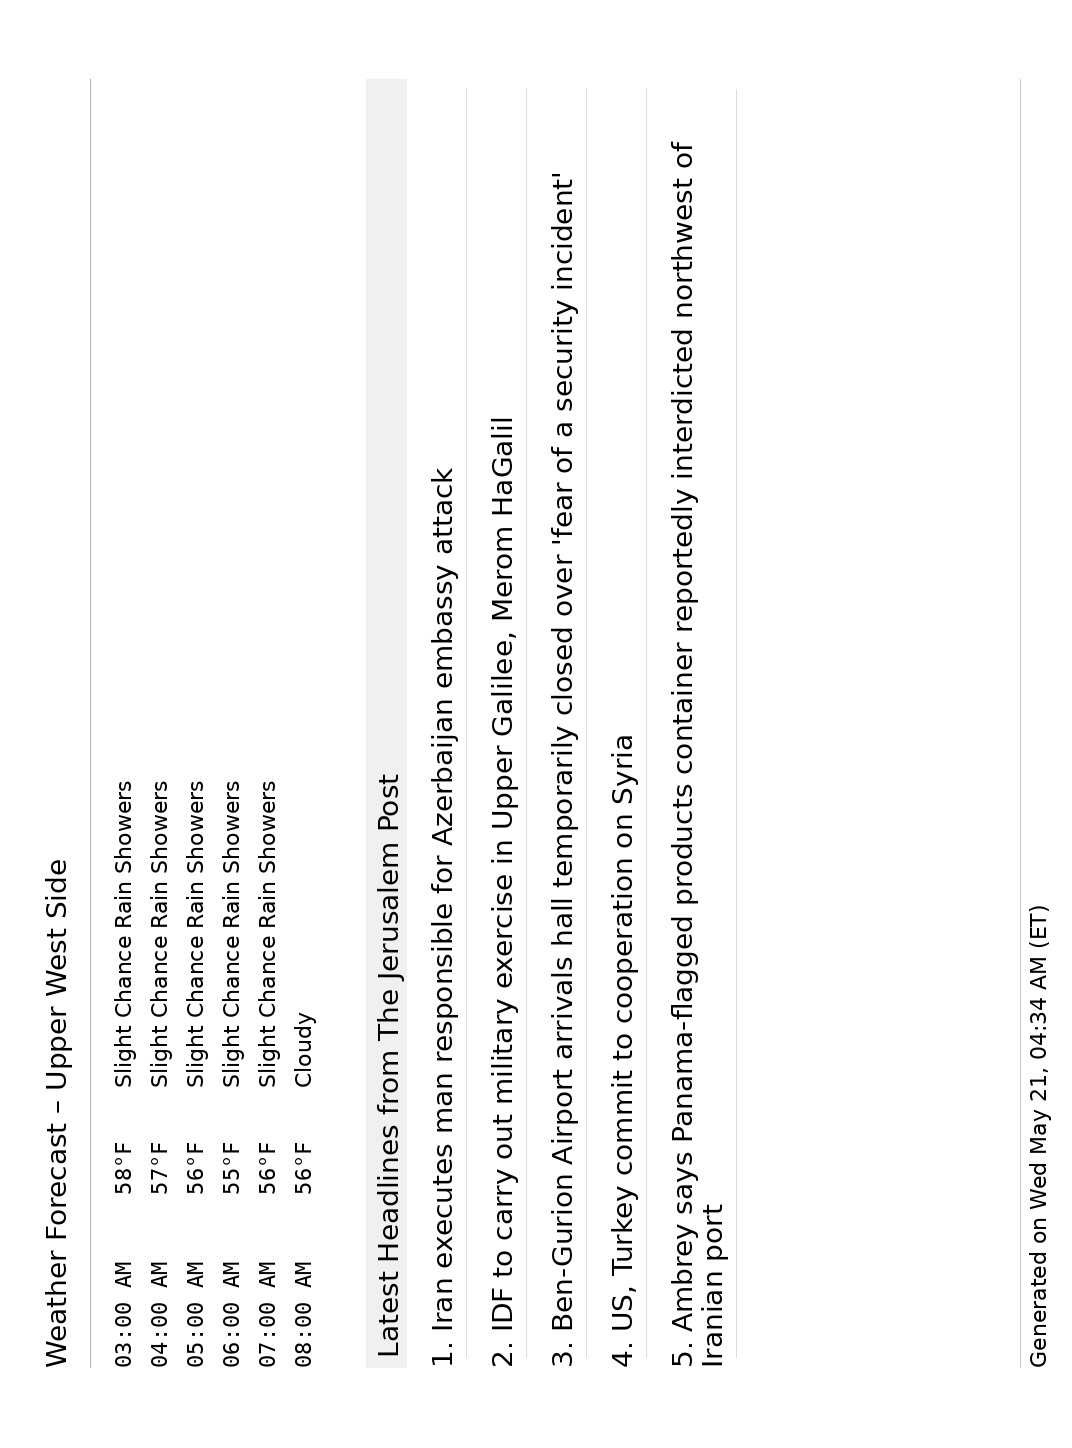 Weather Forecast – Upper West Side
03:00 AM 58°F Slight Chance Rain Showers
04:00 AM 57°F Slight Chance Rain Showers
05:00 AM 56°F Slight Chance Rain Showers
06:00 AM 55°F Slight Chance Rain Showers
07:00 AM 56°F Slight Chance Rain Showers
08:00 AM 56°F Cloudy
Latest Headlines from The Jerusalem Post
1. Iran executes man responsible for Azerbaijan embassy attack
2. IDF to carry out military exercise in Upper Galilee, Merom HaGalil
3. Ben-Gurion Airport arrivals hall temporarily closed over 'fear of a security incident'
4. US, Turkey commit to cooperation on Syria
5. Ambrey says Panama-flagged products container reportedly interdicted northwest of
Iranian port
Generated on Wed May 21, 04:34 AM (ET)